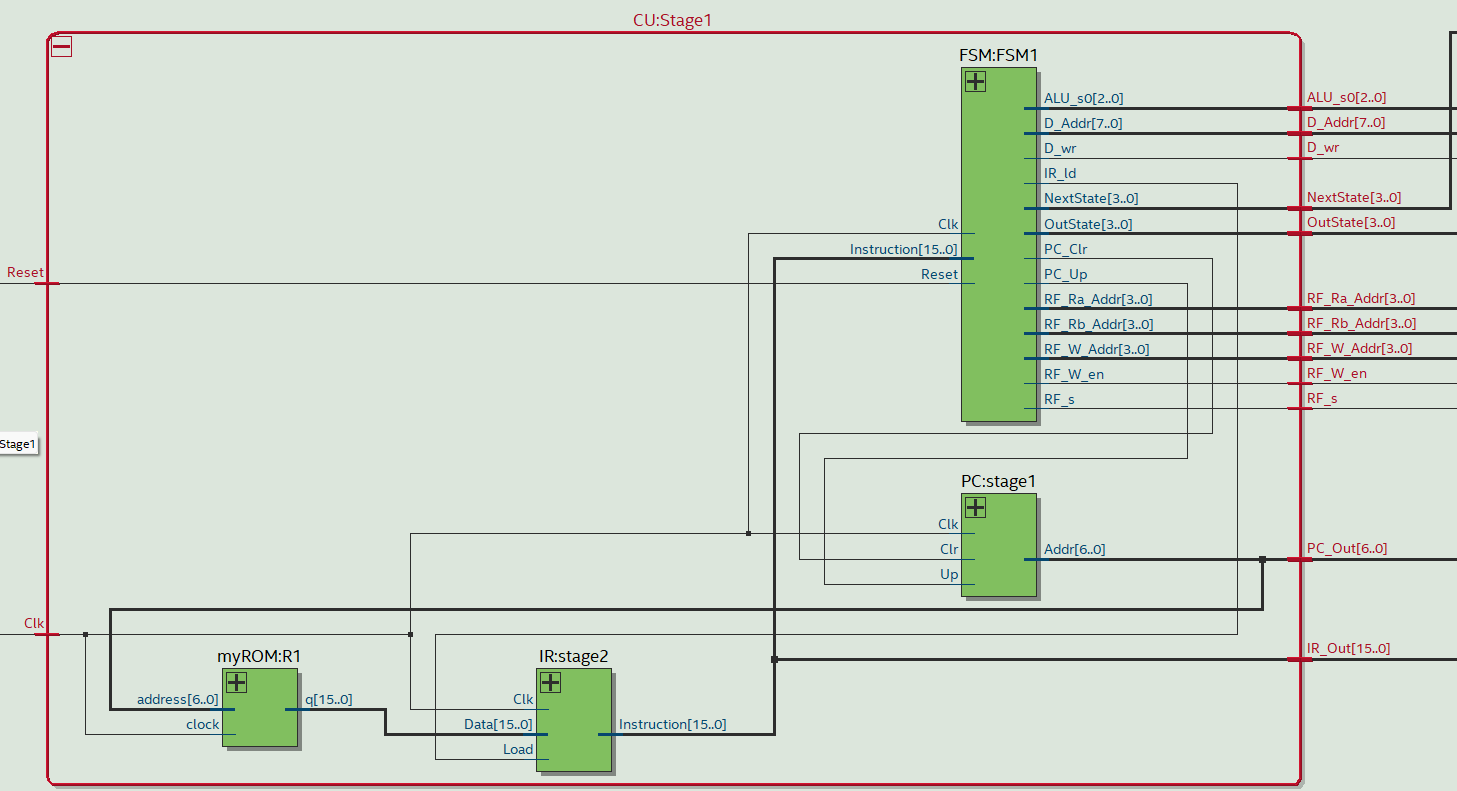 CU:Stage1
FSM:FSM1
ALU_s0[2..0]
ALU_s0[2..0]
D_Addr[7..0]
D_Addr[7..0]
D_wr
D_wr
IR_ld
NextState[3..0]
NextState[3..0]
Clk
OutState[3..0]
OutState[3..0]
Instruction[15..0]
PC_Clr
Reset
Reset
PC_Up
RF_Ra_Addr[3..0]
RF_Ra_Addr[3..0]
RF_Rb_Addr[3..0]
RF_Rb_Addr[3..0]
RF_W_Addr[3..0]
RF_W_Addr[3..0]
RF_W_en
RF_W_en
RF_s
RF_s
Stage1
PC:stage1
Clk
Clr
Addr[6..0]
PC_Out[6..0]
Up
Clk
myROM:R1
IR:stage2
IR_Out[15..0]
address[6..0]
q[15..0]
Clk
clock
Data[15..0]
Instruction[15..0]
Load